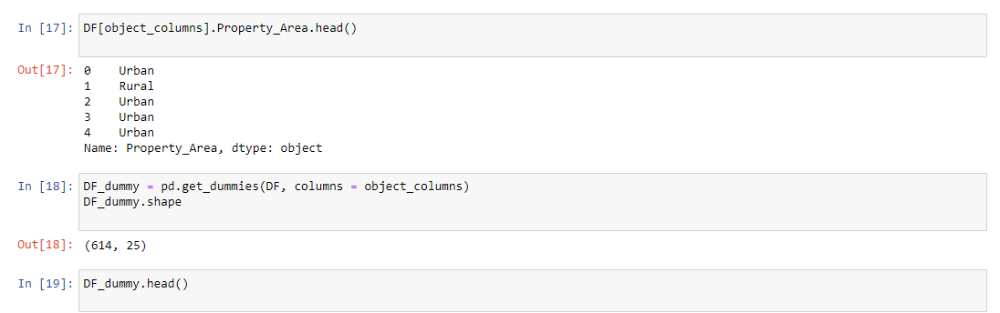 In [17]: DF[object_columns].Property_Area.head()
Out[17]: 0    Urban
1    Rural
2    Urban
3    Urban
4    Urban
Name: Property_Area, dtype: object
In [18]: DF_dummy = pd.get_dummies(DF, columns = object_columns)
DF_dummy.shape
Out[18]: (614, 25)
In [19]: DF_dummy.head()